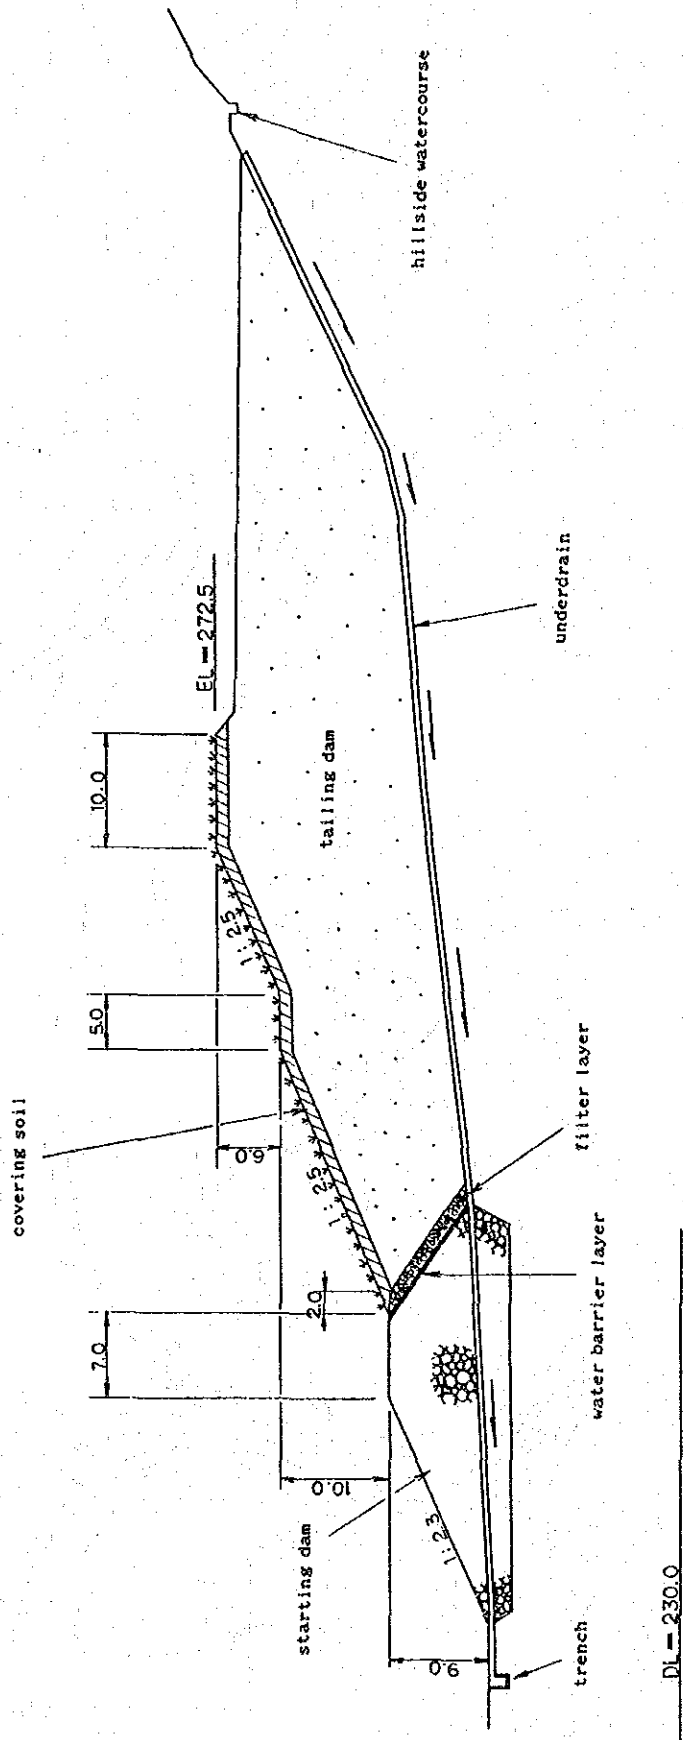 covering soil
10.0
EL = 272.5
5.0
1 : 2.5
6.0
1 : 2.5
7.0
2.0
10.0
tailing dam
hillside watercourse
underdrain
filter layer
water barrier layer
starting dam
1 : 2.3
9.0
trench
DL = 230.0